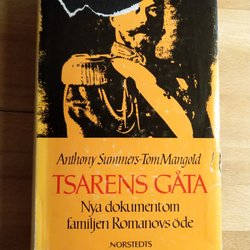 Anthony Summers-Tom Mangold
TSARENS GÅTA
Nya dokument om
familjen Romanovs öde
NORSTEDTS